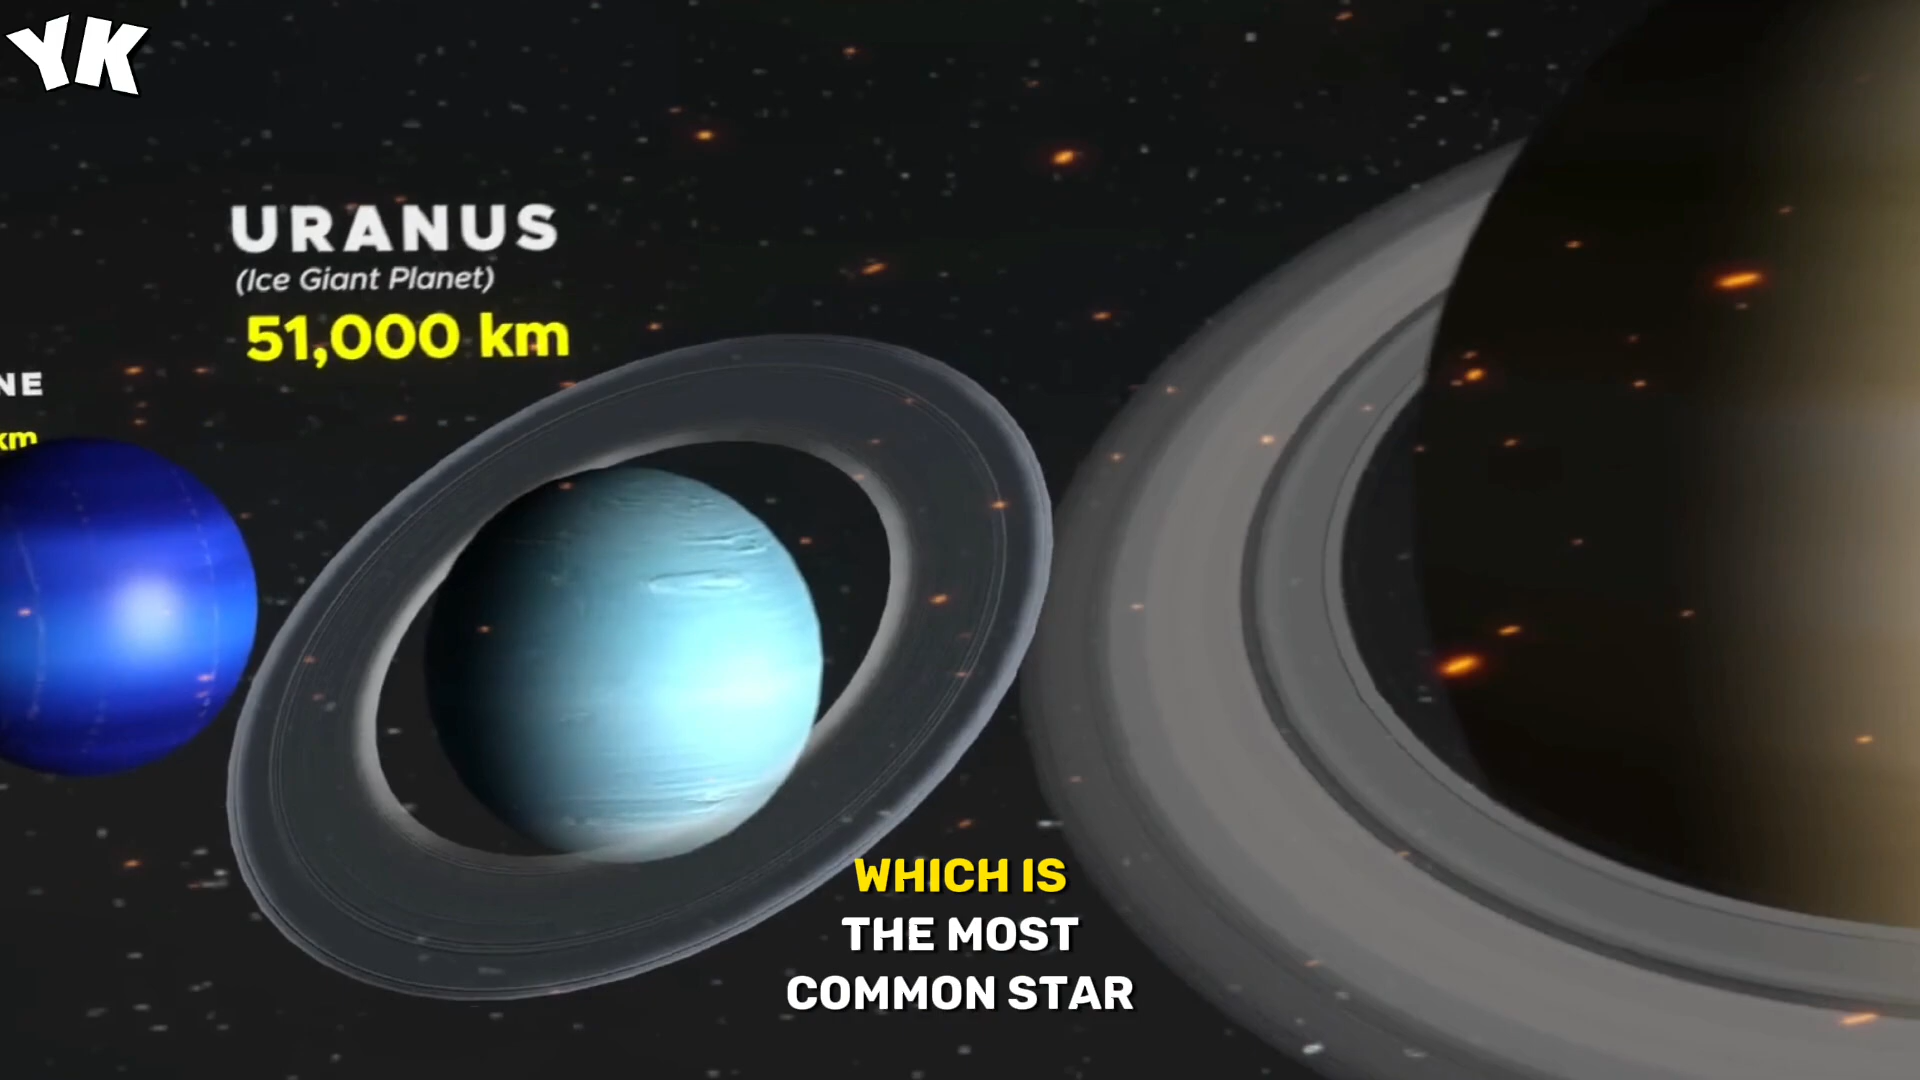 YK
URANUS
(Ice Giant Planet)
51,000 km
NE
km
WHICH IS
THE MOST
COMMON STAR